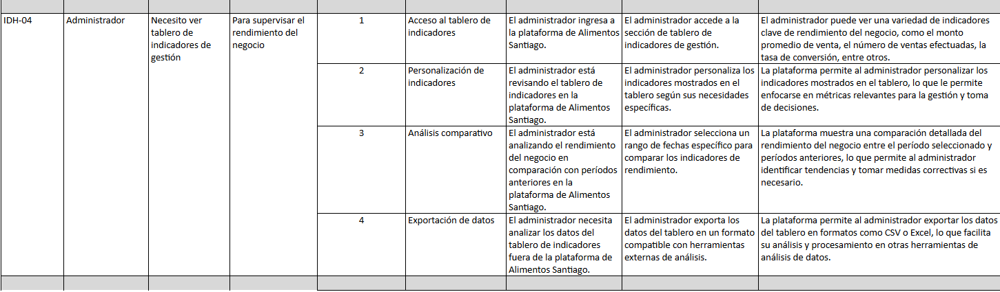 IDH-04
Administrador
Necesito ver
tablero de
indicadores de
gestión
Para supervisar el
rendimiento del
negocio
1
Acceso al tablero de
indicadores
El administrador ingresa a
la plataforma de Alimentos
Santiago.
El administrador accede a la
sección de tablero de
indicadores de gestión.
El administrador puede ver una variedad de indicadores
clave de rendimiento del negocio, como el monto
promedio de venta, el número de ventas efectuadas, la
tasa de conversión, entre otros.
2
Personalización de
indicadores
El administrador está
revisando el tablero de
indicadores en la
plataforma de Alimentos
Santiago.
El administrador personaliza los
indicadores mostrados en el
tablero según sus necesidades
específicas.
La plataforma permite al administrador personalizar los
indicadores mostrados en el tablero, lo que le permite
enfocarse en métricas relevantes para la gestión y toma
de decisiones.
3
Análisis comparativo
El administrador está
analizando el rendimiento
del negocio en
comparación con períodos
anteriores en la
plataforma de Alimentos
Santiago.
El administrador selecciona un
rango de fechas específico para
comparar los indicadores de
rendimiento.
La plataforma muestra una comparación detallada del
rendimiento del negocio entre el período seleccionado y
períodos anteriores, lo que permite al administrador
identificar tendencias y tomar medidas correctivas si es
necesario.
4
Exportación de datos
El administrador necesita
analizar los datos del
tablero de indicadores
fuera de la plataforma de
Alimentos Santiago.
El administrador exporta los
datos del tablero en un formato
compatible con herramientas
externas de análisis.
La plataforma permite al administrador exportar los datos
del tablero en formatos como CSV o Excel, lo que facilita
su análisis y procesamiento en otras herramientas de
análisis de datos.